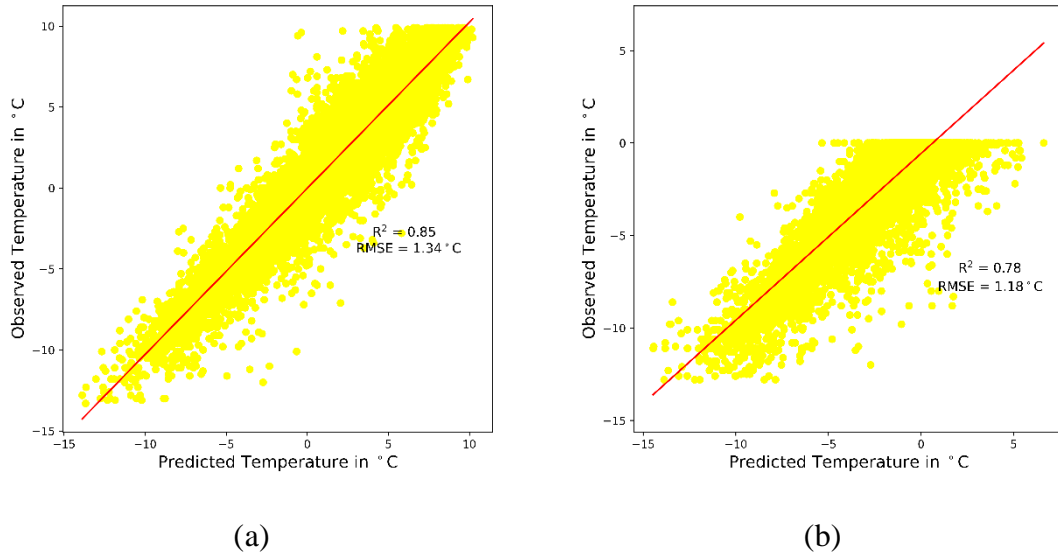 Observed Temperature in °C
10
5
0
−5
−10
−15
R² = 0.85
RMSE = 1.34°C
−15
−10
−5
0
5
10
Predicted Temperature in °C
(a)
Observed Temperature in °C
5
0
−5
−10
−15
R² = 0.78
RMSE = 1.18°C
−15
−10
−5
0
5
Predicted Temperature in °C
(b)